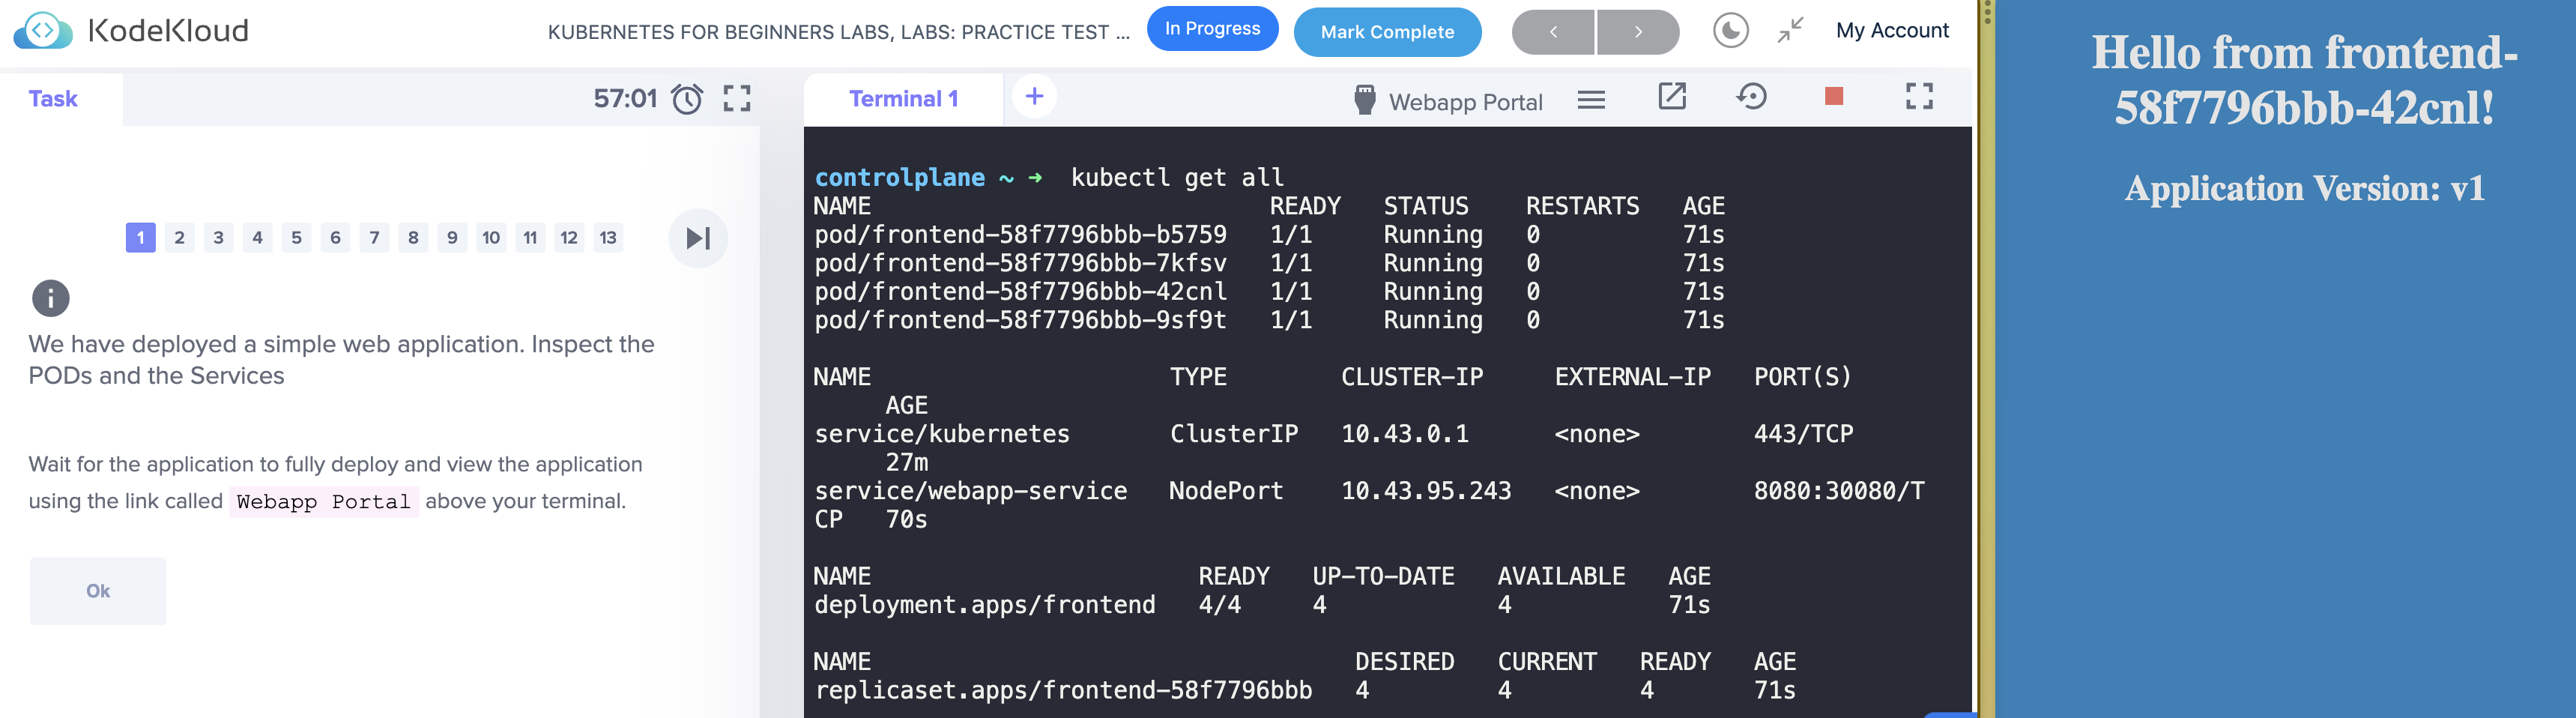 KodeKloud
KUBERNETES FOR BEGINNERS LABS, LABS: PRACTICE TEST ...
In Progress
Mark Complete
< >
My Account
Task
57:01
1 2 3 4 5 6 7 8 9 10 11 12 13
i
We have deployed a simple web application. Inspect the
PODs and the Services
Wait for the application to fully deploy and view the application
using the link called Webapp Portal above your terminal.
Ok
Terminal 1
+
Webapp Portal
controlplane ~ ➜ kubectl get all
NAME READY STATUS RESTARTS AGE
pod/frontend-58f7796bbb-b5759 1/1 Running 0 71s
pod/frontend-58f7796bbb-7kfsv 1/1 Running 0 71s
pod/frontend-58f7796bbb-42cnl 1/1 Running 0 71s
pod/frontend-58f7796bbb-9sf9t 1/1 Running 0 71s
NAME TYPE CLUSTER-IP EXTERNAL-IP PORT(S)
AGE
service/kubernetes ClusterIP 10.43.0.1 <none> 443/TCP
27m
service/webapp-service NodePort 10.43.95.243 <none> 8080:30080/T
CP 70s
NAME READY UP-TO-DATE AVAILABLE AGE
deployment.apps/frontend 4/4 4 4 71s
NAME DESIRED CURRENT READY AGE
replicaset.apps/frontend-58f7796bbb 4 4 4 71s
Hello from frontend-
58f7796bbb-42cnl!
Application Version: v1